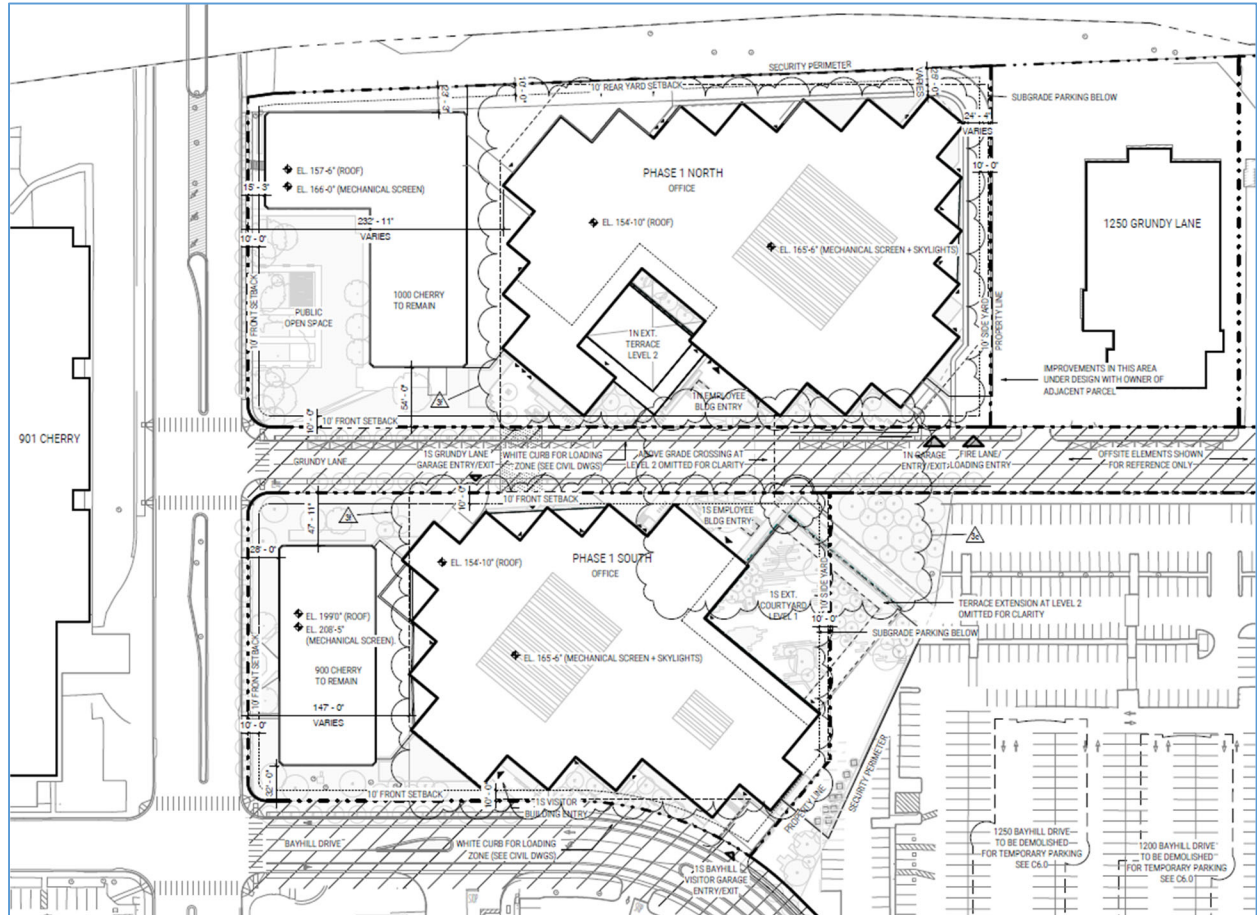 SECURITY PERIMETER
10' REAR YARD SETBACK
10'-0"
VARIES
SUBGRADE PARKING BELOW
24'-4"
VARIES
10'-0"
EL. 157'-6" (ROOF)
EL. 166'-0" (MECHANICAL SCREEN)
15'-3"
232'-11"
VARIES
10'-0"
10' FRONT SETBACK
PUBLIC
OPEN SPACE
1000 CHERRY
TO REMAIN
PHASE 1 NORTH
OFFICE
EL. 154'-10" (ROOF)
EL. 165'-6" (MECHANICAL SCREEN + SKYLIGHTS)
1N EXT.
TERRACE
LEVEL 2
1N EMPLOYEE
BLDG ENTRY
10' SIDE YARD
PROPERTY LINE
1250 GRUNDY LANE
IMPROVEMENTS IN THIS AREA
UNDER DESIGN WITH OWNER OF
ADJACENT PARCEL
54'-0"
10'-0"
10' FRONT SETBACK
10' FRONT SETBACK
901 CHERRY
GRUNDY LANE
1S GRUNDY LANE
GARAGE ENTRY/EXIT
WHITE CURB FOR LOADING
ZONE (SEE CIVIL DWGS)
ABOVE GRADE CROSSING AT
LEVEL 2 OMITTED FOR CLARITY
1N GARAGE
ENTRY/EXIT
FIRE LANE/
LOADING ENTRY
OFFSITE ELEMENTS SHOWN
FOR REFERENCE ONLY
10' FRONT SETBACK
10'-0"
47'-11"
28'-0"
1S EMPLOYEE
BLDG ENTRY
PHASE 1 SOUTH
OFFICE
EL. 154'-10" (ROOF)
EL. 199'0" (ROOF)
EL. 208'-5"
(MECHANICAL SCREEN)
900 CHERRY
TO REMAIN
EL. 165'-6" (MECHANICAL SCREEN + SKYLIGHTS)
1S EXT.
COURTYARD
LEVEL 1
10' SIDE YARD
10'-0"
TERRACE EXTENSION AT LEVEL 2
OMITTED FOR CLARITY
SUBGRADE PARKING BELOW
10' FRONT SETBACK
147'-0"
VARIES
10'-0"
32'-0"
10' FRONT SETBACK
10'-0"
1S VISITOR
BUILDING ENTRY
PROPERTY LINE
SECURITY PERIMETER
BAYHILL DRIVE
WHITE CURB FOR LOADING
ZONE (SEE CIVIL DWGS)
1S BAYHILL
VISITOR GARAGE
ENTRY/EXIT
1250 BAYHILL DRIVE
TO BE DEMOLISHED
FOR TEMPORARY PARKING
SEE C6.0
1200 BAYHILL DRIVE
TO BE DEMOLISHED
FOR TEMPORARY PARKING
SEE C6.0